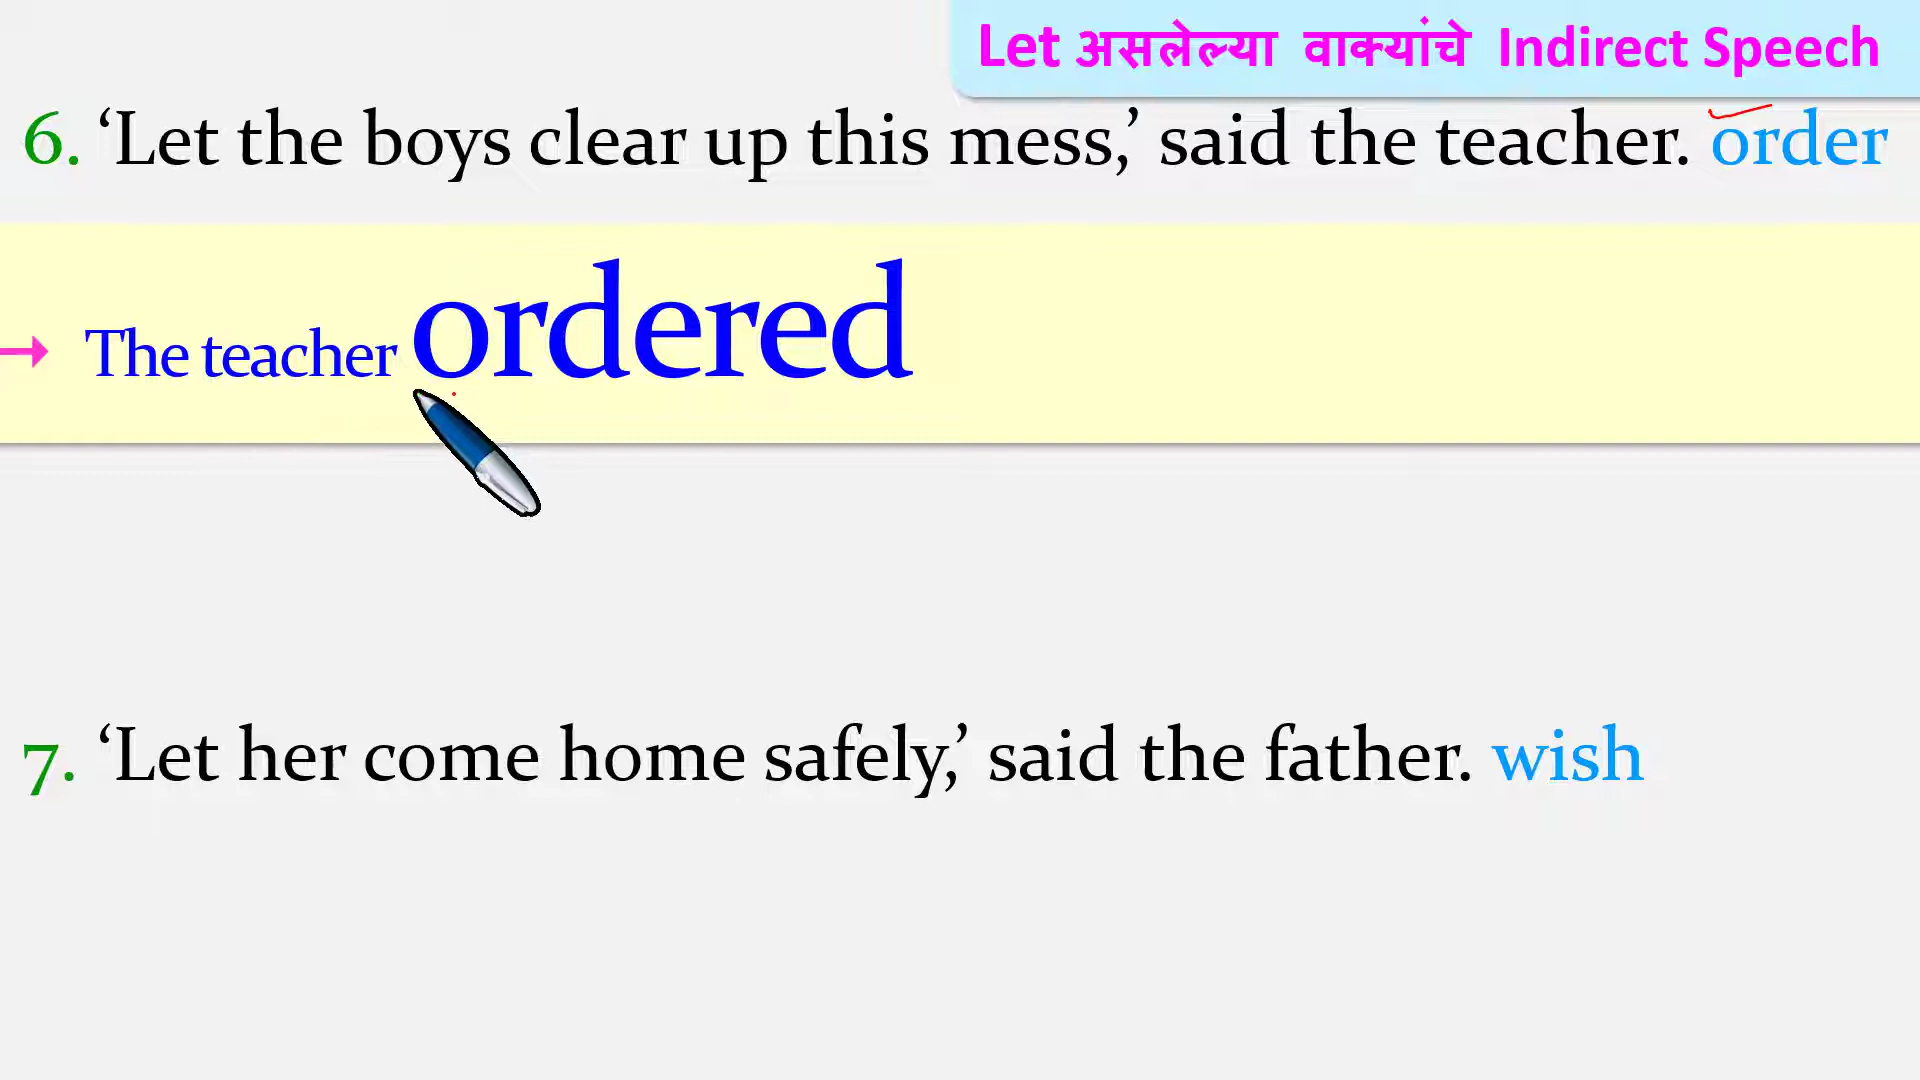 Let असलेल्या वाक्यांचे Indirect Speech
6. ‘Let the boys clear up this mess,’ said the teacher. order
→ The teacher ordered
7. ‘Let her come home safely,’ said the father. wish